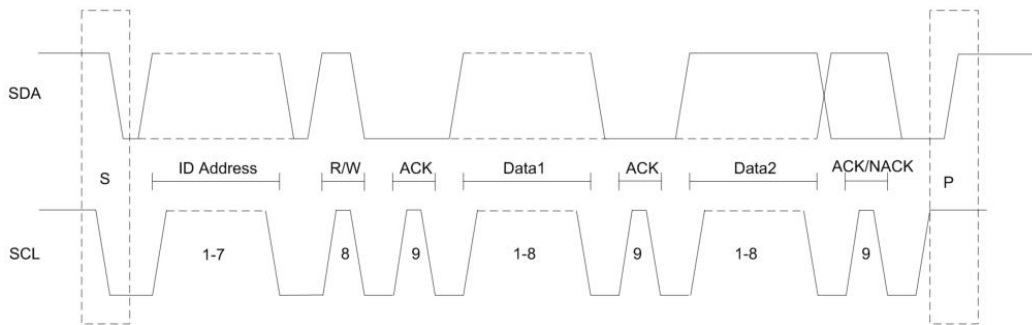 SDA
S
ID Address
R/W
ACK
Data1
ACK
Data2
ACK/NACK
P
SCL
1-7
8
9
1-8
9
1-8
9